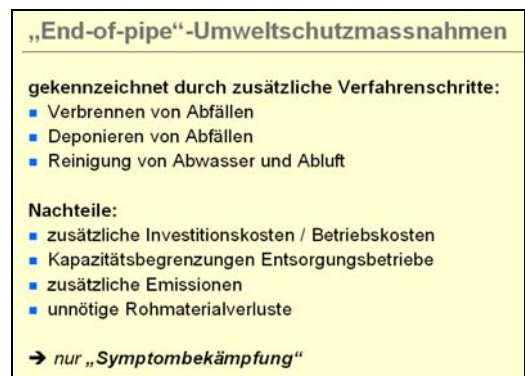 „End-of-pipe“-Umweltschutzmassnahmen
gekennzeichnet durch zusätzliche Verfahrenschritte:
▪ Verbrennen von Abfällen
▪ Deponieren von Abfällen
▪ Reinigung von Abwasser und Abluft
Nachteile:
▪ zusätzliche Investitionskosten / Betriebskosten
▪ Kapazitätsbegrenzungen Entsorgungsbetriebe
▪ zusätzliche Emissionen
▪ unnötige Rohmaterialverluste
➔ nur „Symptombekämpfung“